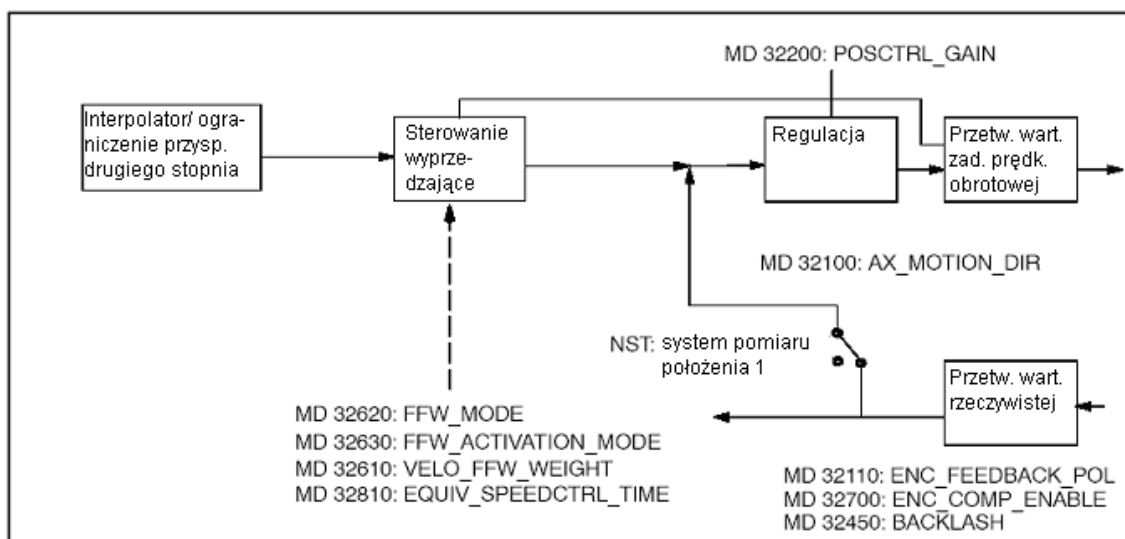 MD 32200: POSCTRL_GAIN
Interpolator/ ogra-
niczenie przysp.
drugiego stopnia
Sterowanie
wyprze-
dzające
Regulacja
Przetw. wart.
zad. prędk.
obrotowej
MD 32100: AX_MOTION_DIR
NST: system pomiaru
położenia 1
Przetw. wart.
rzeczywistej
MD 32620: FFW_MODE
MD 32630: FFW_ACTIVATION_MODE
MD 32610: VELO_FFW_WEIGHT
MD 32810: EQUIV_SPEEDCTRL_TIME
MD 32110: ENC_FEEDBACK_POL
MD 32700: ENC_COMP_ENABLE
MD 32450: BACKLASH